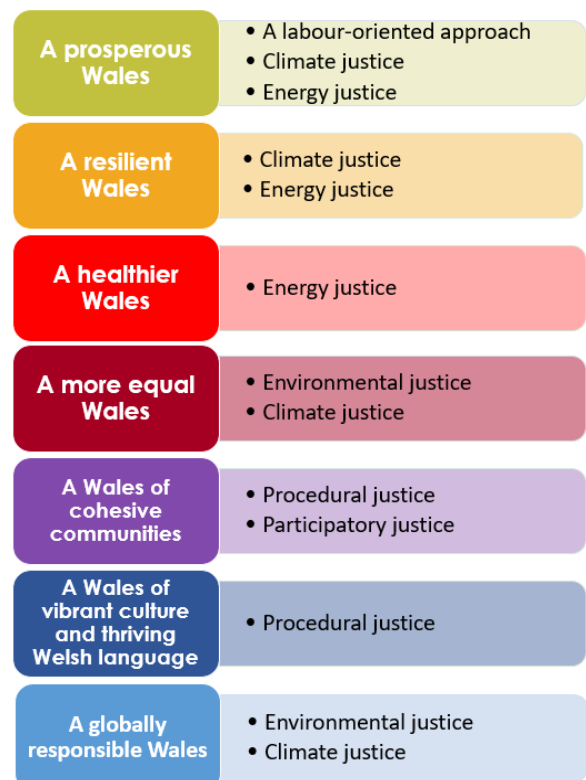 A prosperous
Wales
• A labour-oriented approach
• Climate justice
• Energy justice
A resilient
Wales
• Climate justice
• Energy justice
A healthier
Wales
• Energy justice
A more equal
Wales
• Environmental justice
• Climate justice
A Wales of
cohesive
communities
• Procedural justice
• Participatory justice
A Wales of
vibrant culture
and thriving
Welsh language
• Procedural justice
A globally
responsible Wales
• Environmental justice
• Climate justice